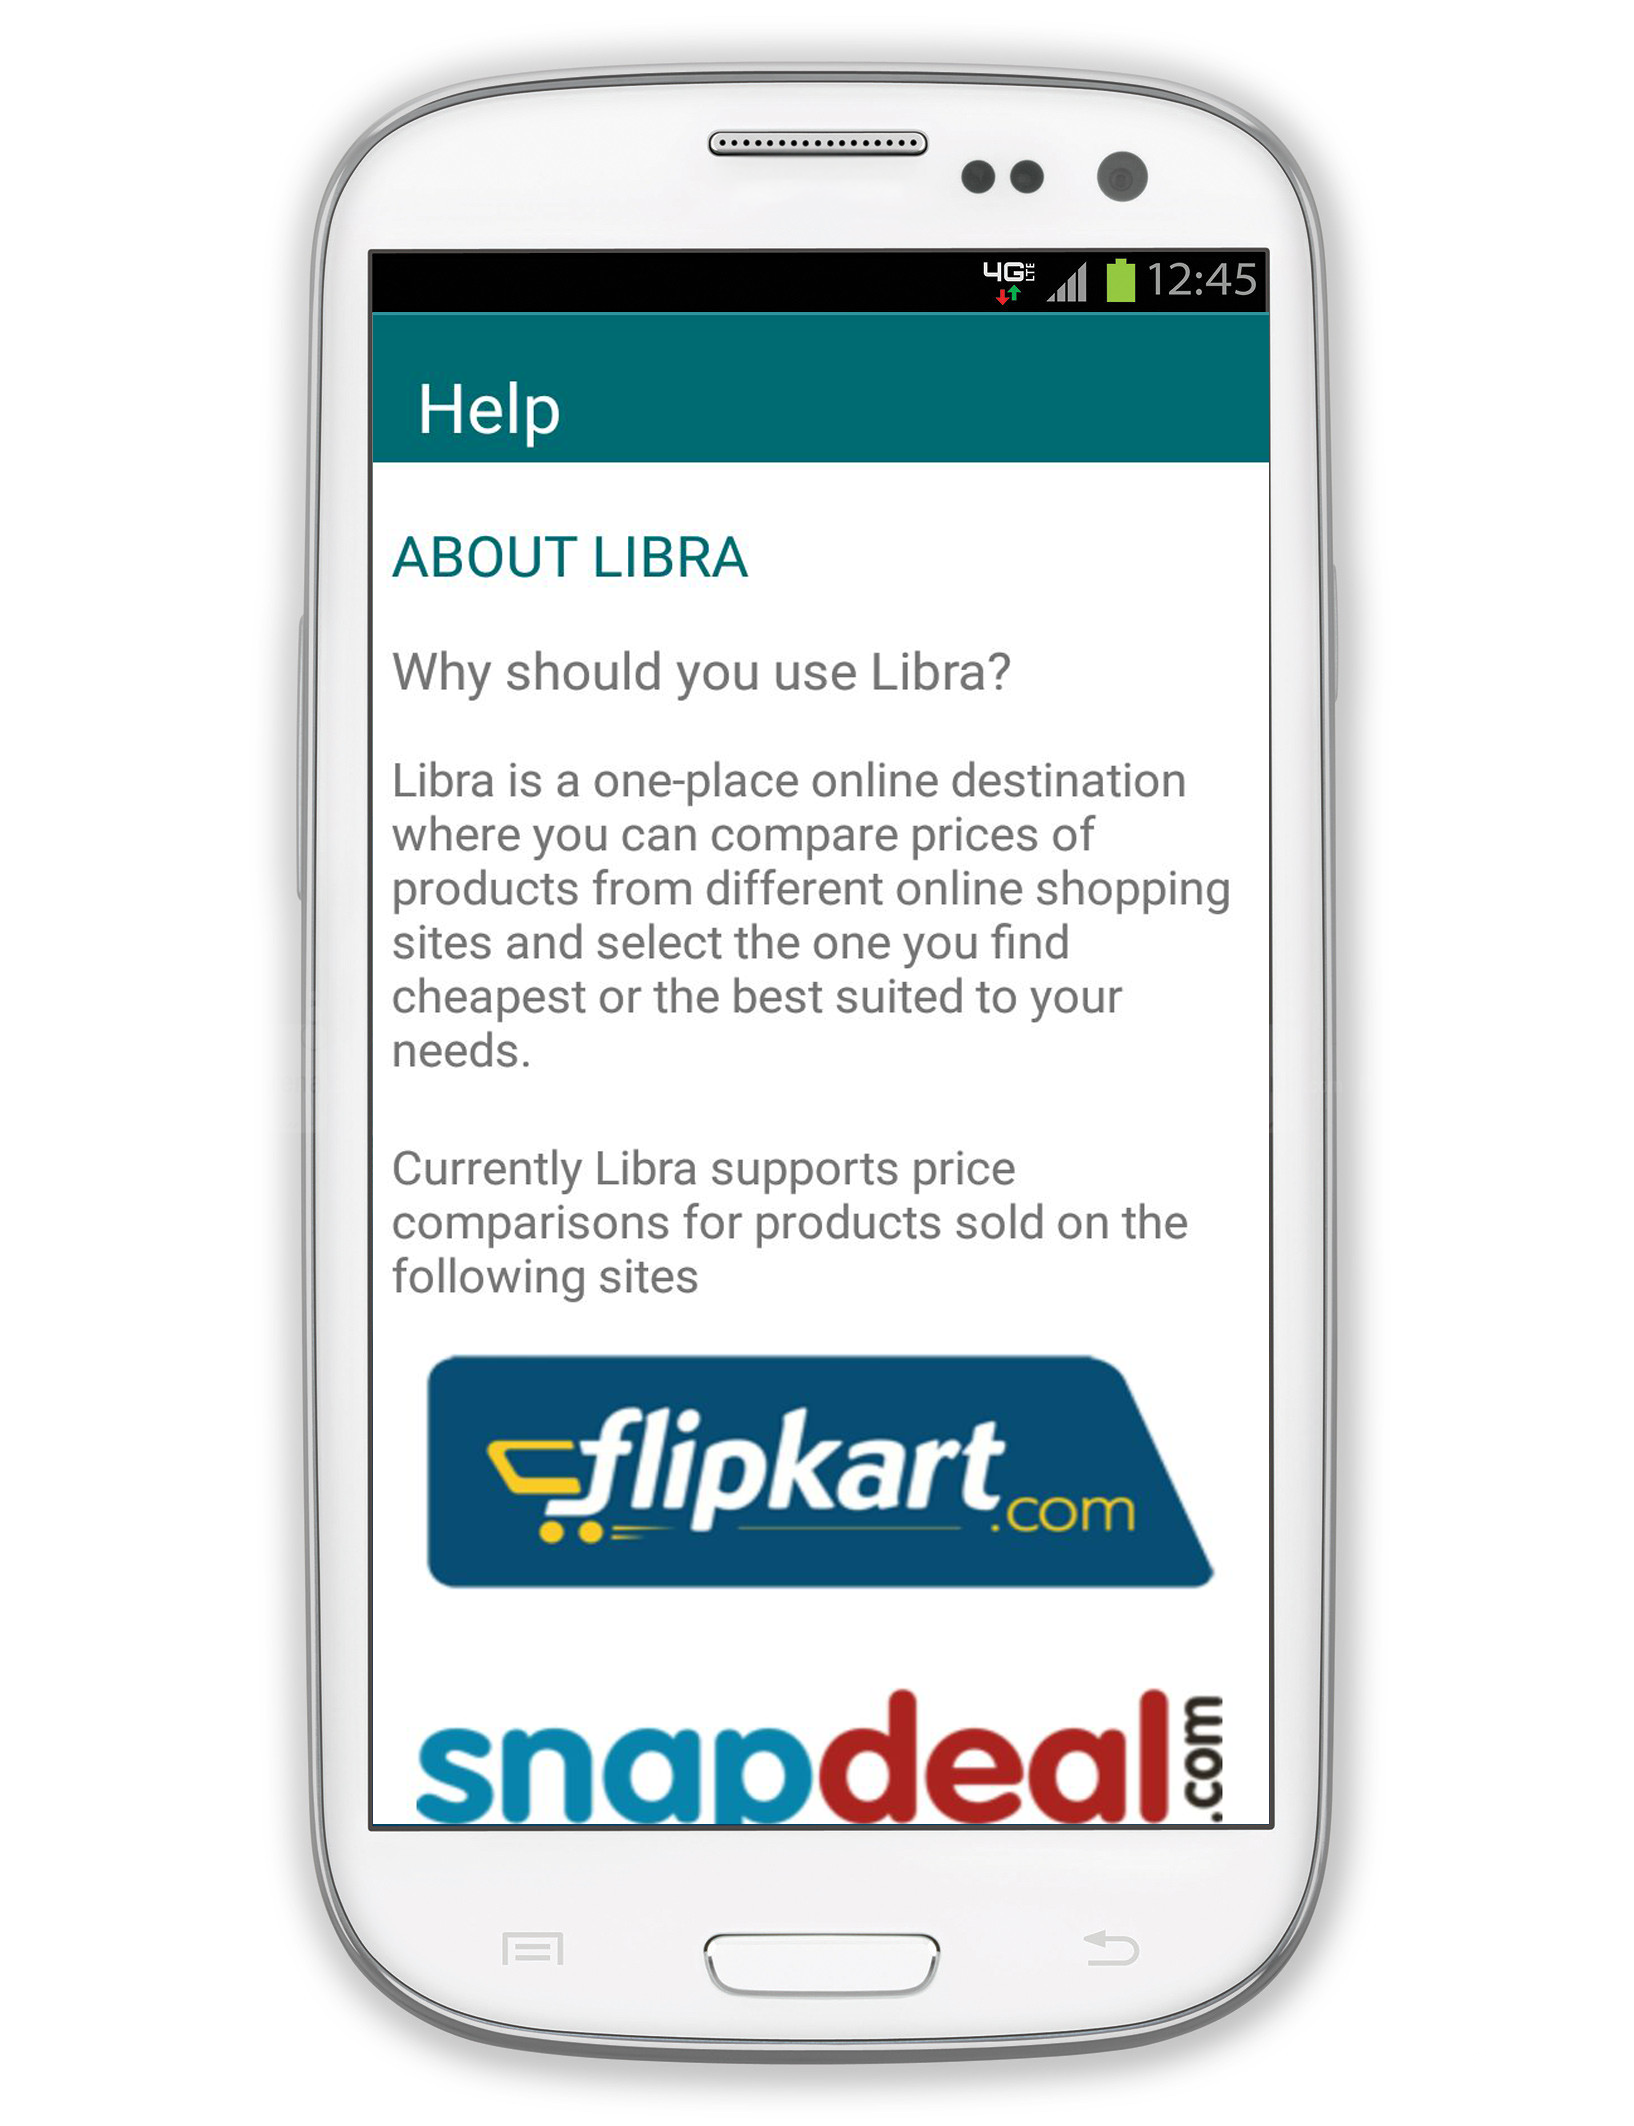 4G LTE 12:45
Help
ABOUT LIBRA
Why should you use Libra?
Libra is a one-place online destination
where you can compare prices of
products from different online shopping
sites and select the one you find
cheapest or the best suited to your
needs.
Currently Libra supports price
comparisons for products sold on the
following sites
flipkart.com
snapdeal.com